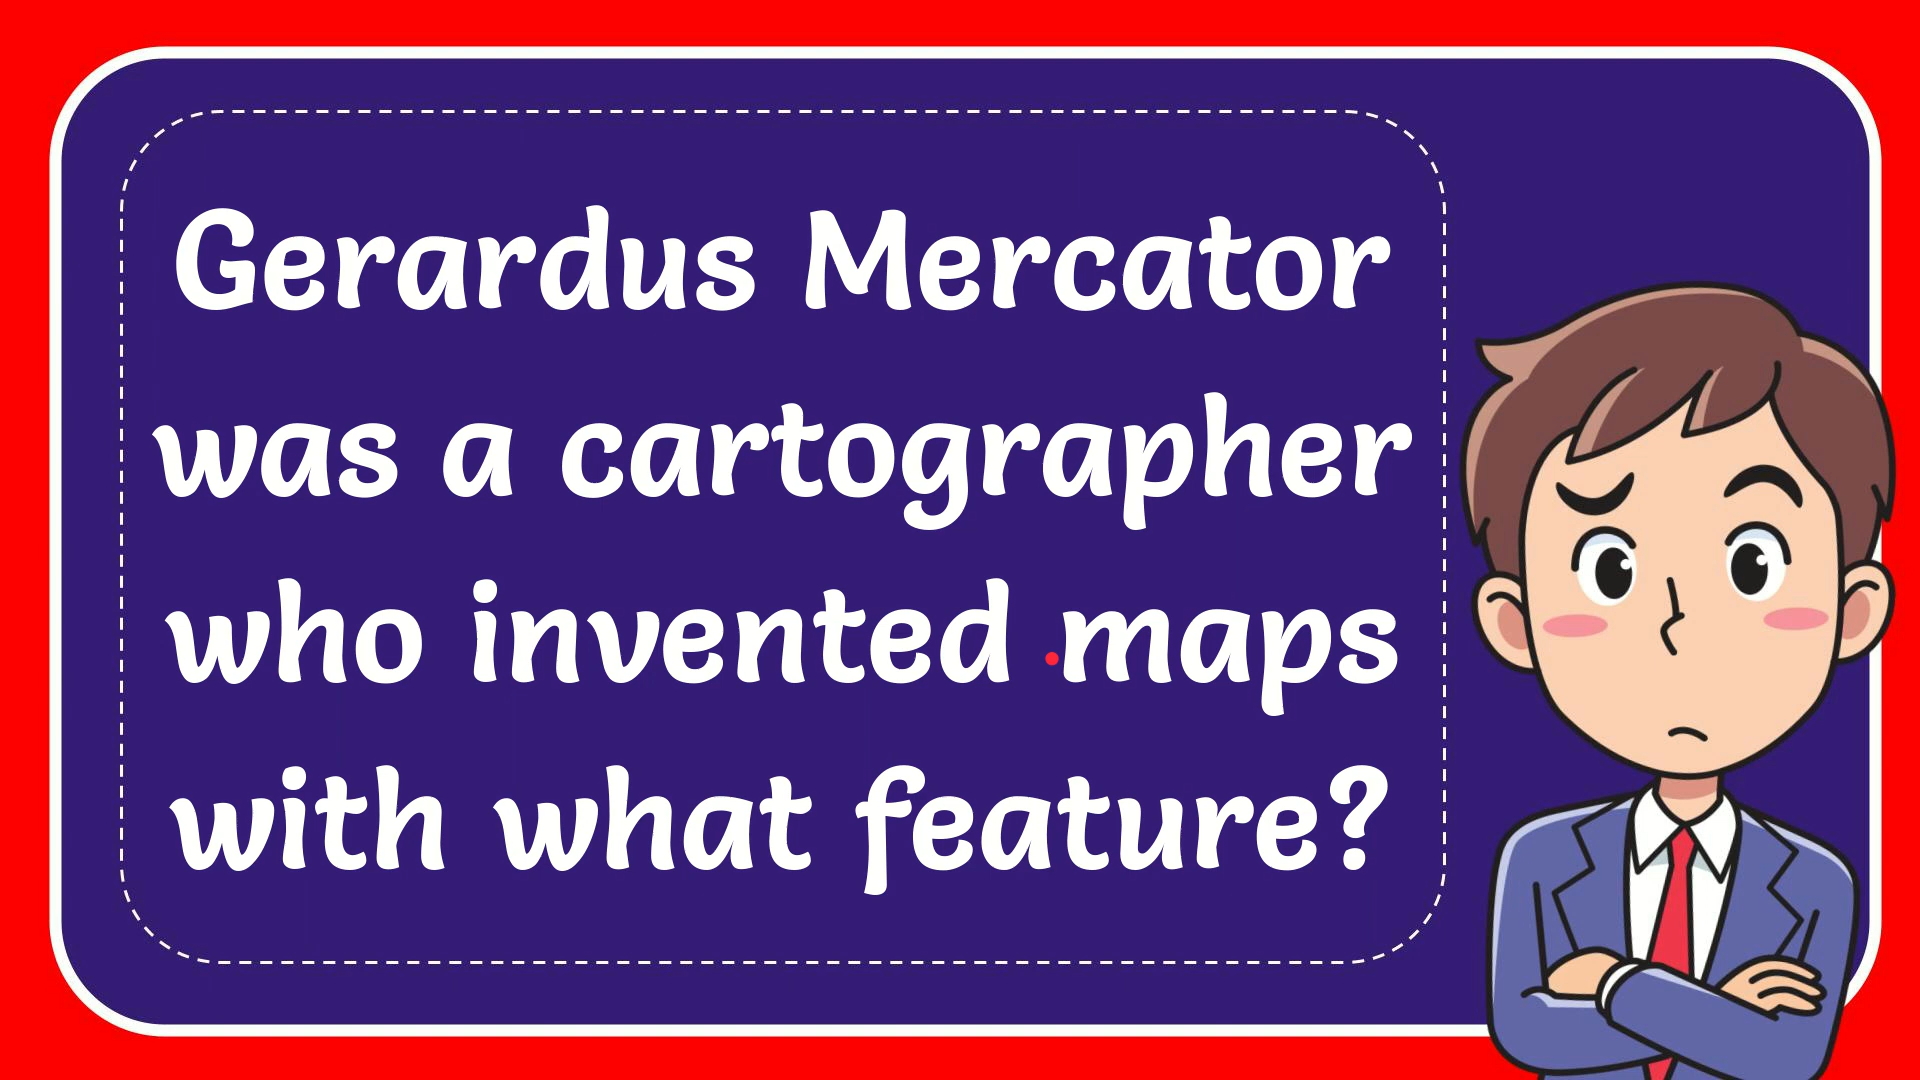 Gerardus Mercator
was a cartographer
who invented maps
with what feature?